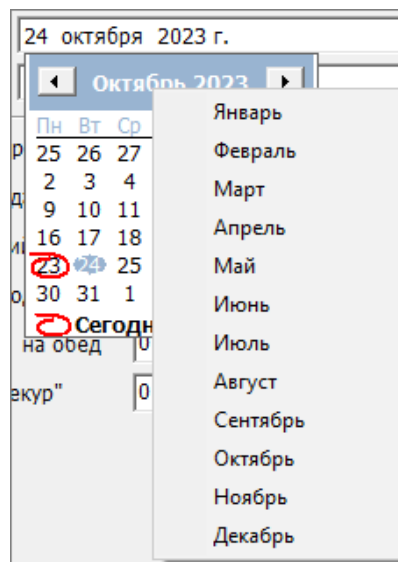 24 октября 2023 г.
Октябрь 2023
Пн Вт Ср
25 26 27
2 3 4
9 10 11
16 17 18
23 24 25
30 31 1
Сегодн
на обед 0
екур" 0
Январь
Февраль
Март
Апрель
Май
Июнь
Июль
Август
Сентябрь
Октябрь
Ноябрь
Декабрь